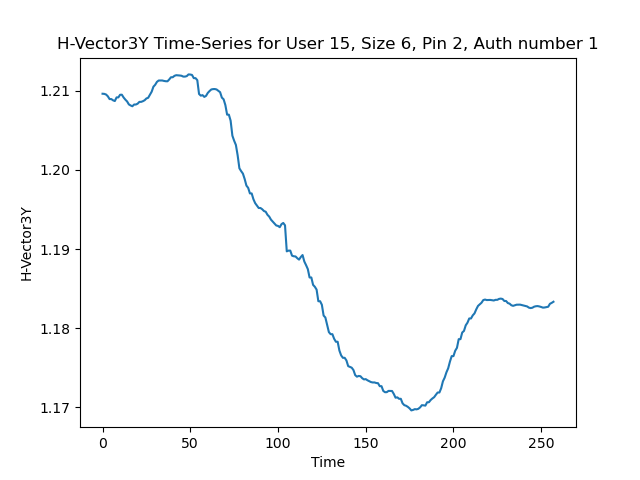 H-Vector3Y Time-Series for User 15, Size 6, Pin 2, Auth number 1
H-Vector3Y
1.21
1.20
1.19
1.18
1.17
0 50 100 150 200 250
Time